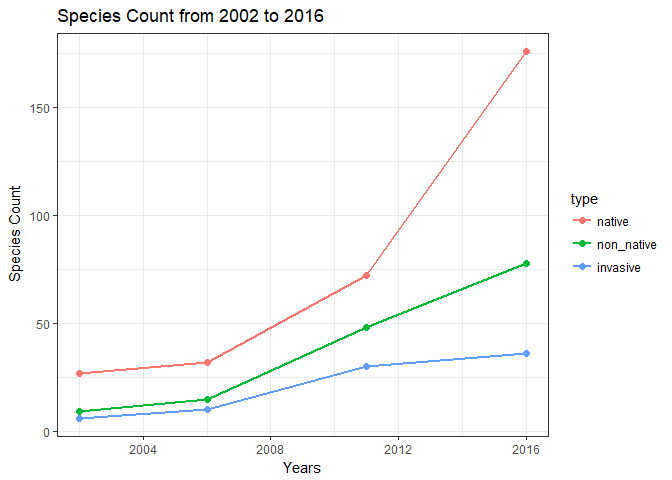 Species Count from 2002 to 2016
Species Count
150
100
50
0
2004 2008 2012 2016
Years
type
native
non_native
invasive